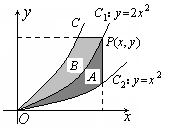 y
C
C₁: y=2x²
P(x, y)
B
A
C₂: y=x²
O
x